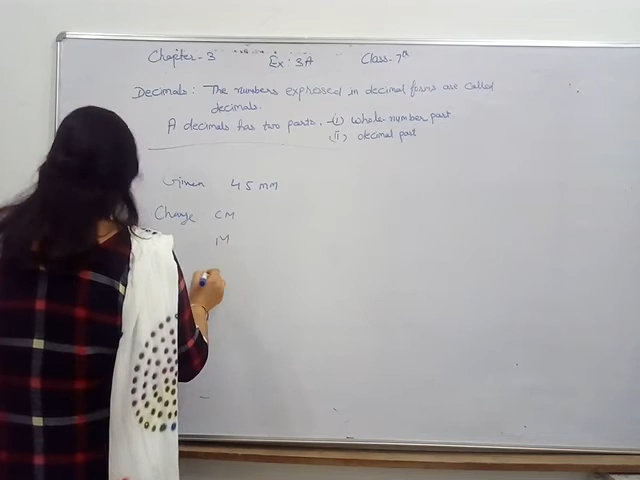 Chapter-3 Ex: 3A Class-7th
Decimals: The numbers expressed in decimal forms are called
decimals.
A decimals has two parts. -(i) whole number part
(ii) decimal part
Given 45 mm
Change CM
M